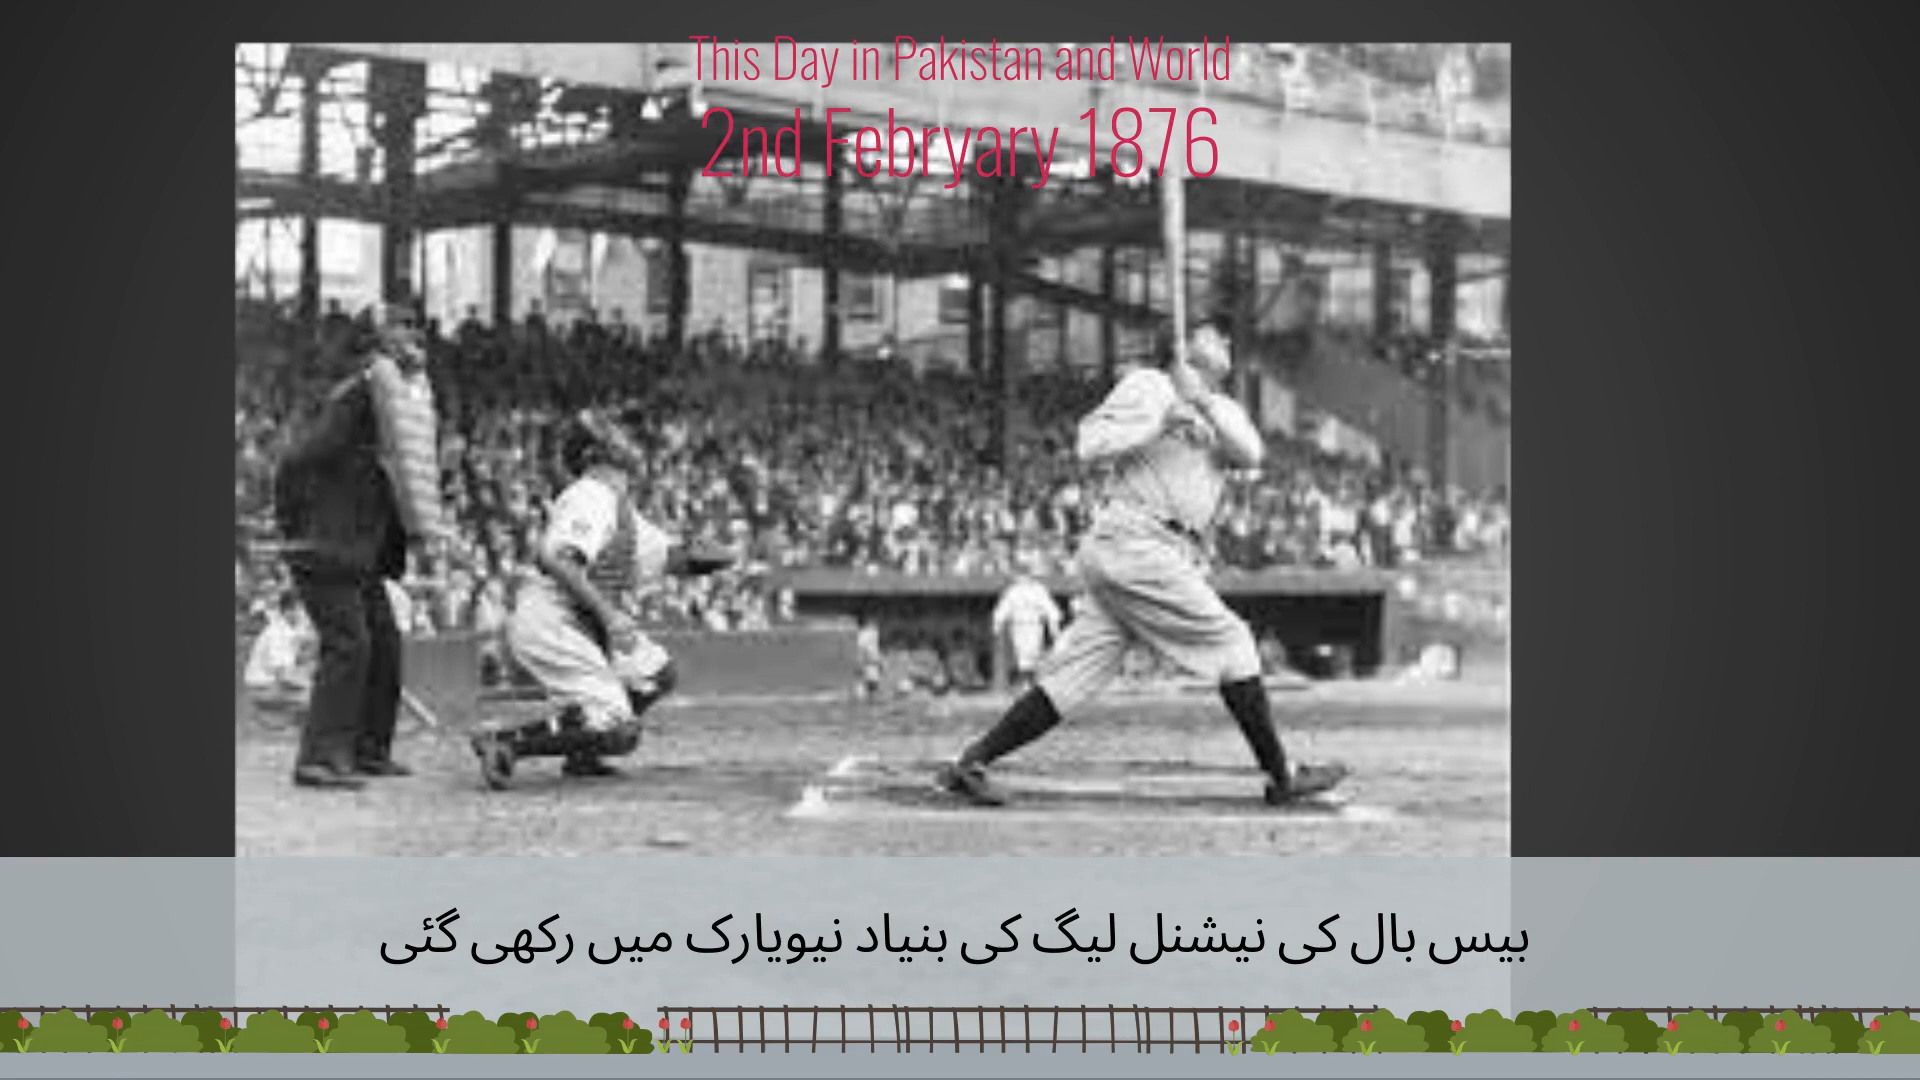 This Day in Pakistan and World
2nd Febryary 1876
بیس بال کی نیشنل لیگ کی بنیاد نیویارک میں رکھی گئی